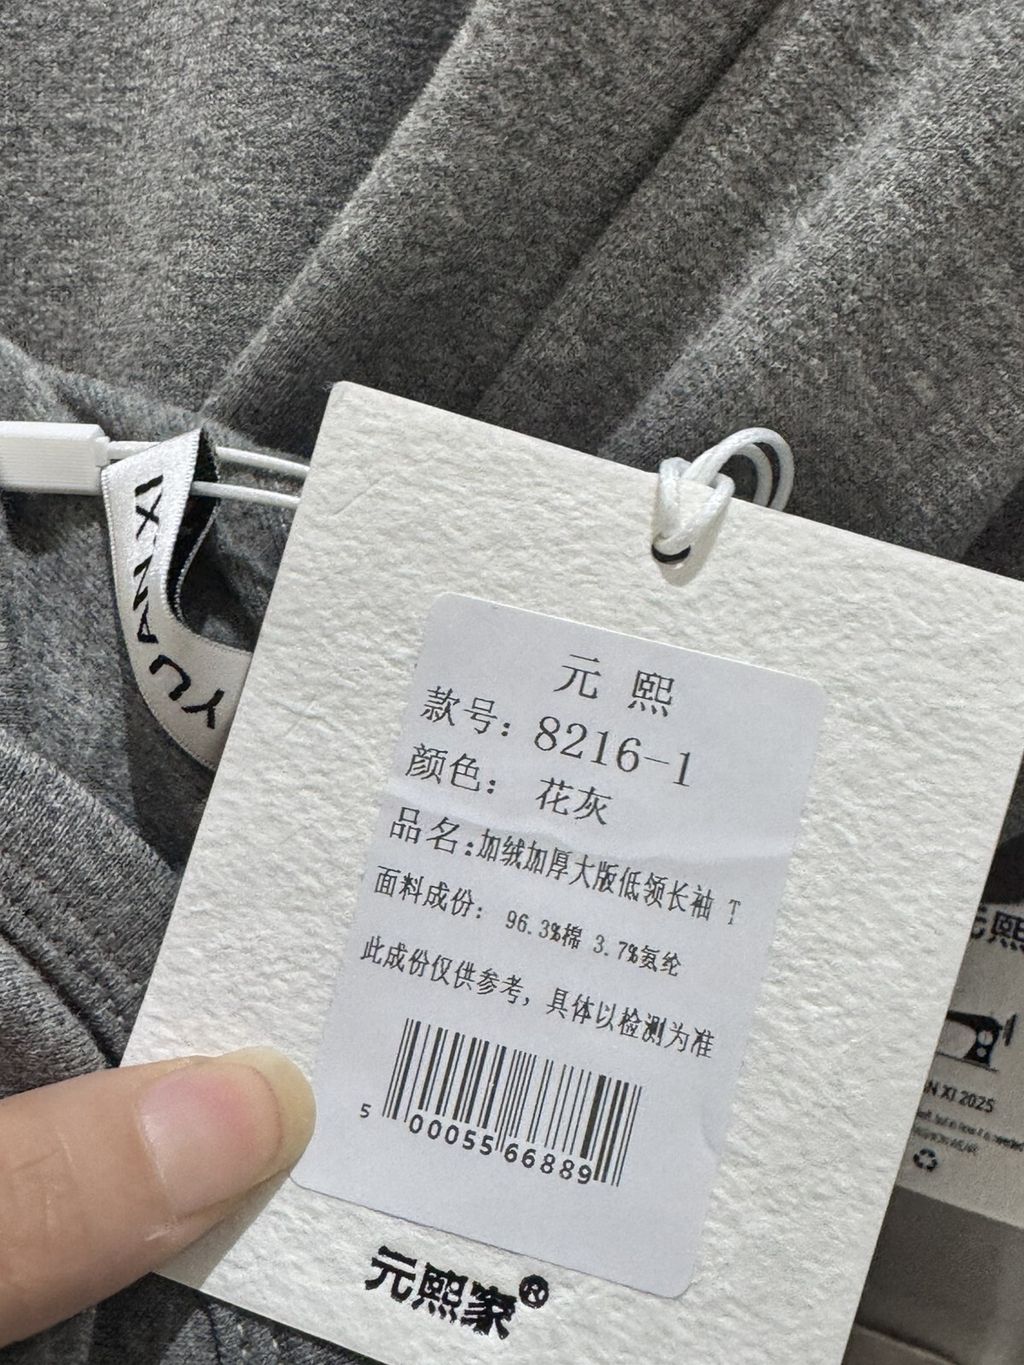 YUAN·XI
元 熙
款号：8216-1
颜色： 花灰
品名：加绒加厚大版低领长袖 T
面料成份： 96.3%棉 3.7%氨纶
此成份仅供参考，具体以检测为准
5 000556 66889
元熙家®
元熙
N XI 2025